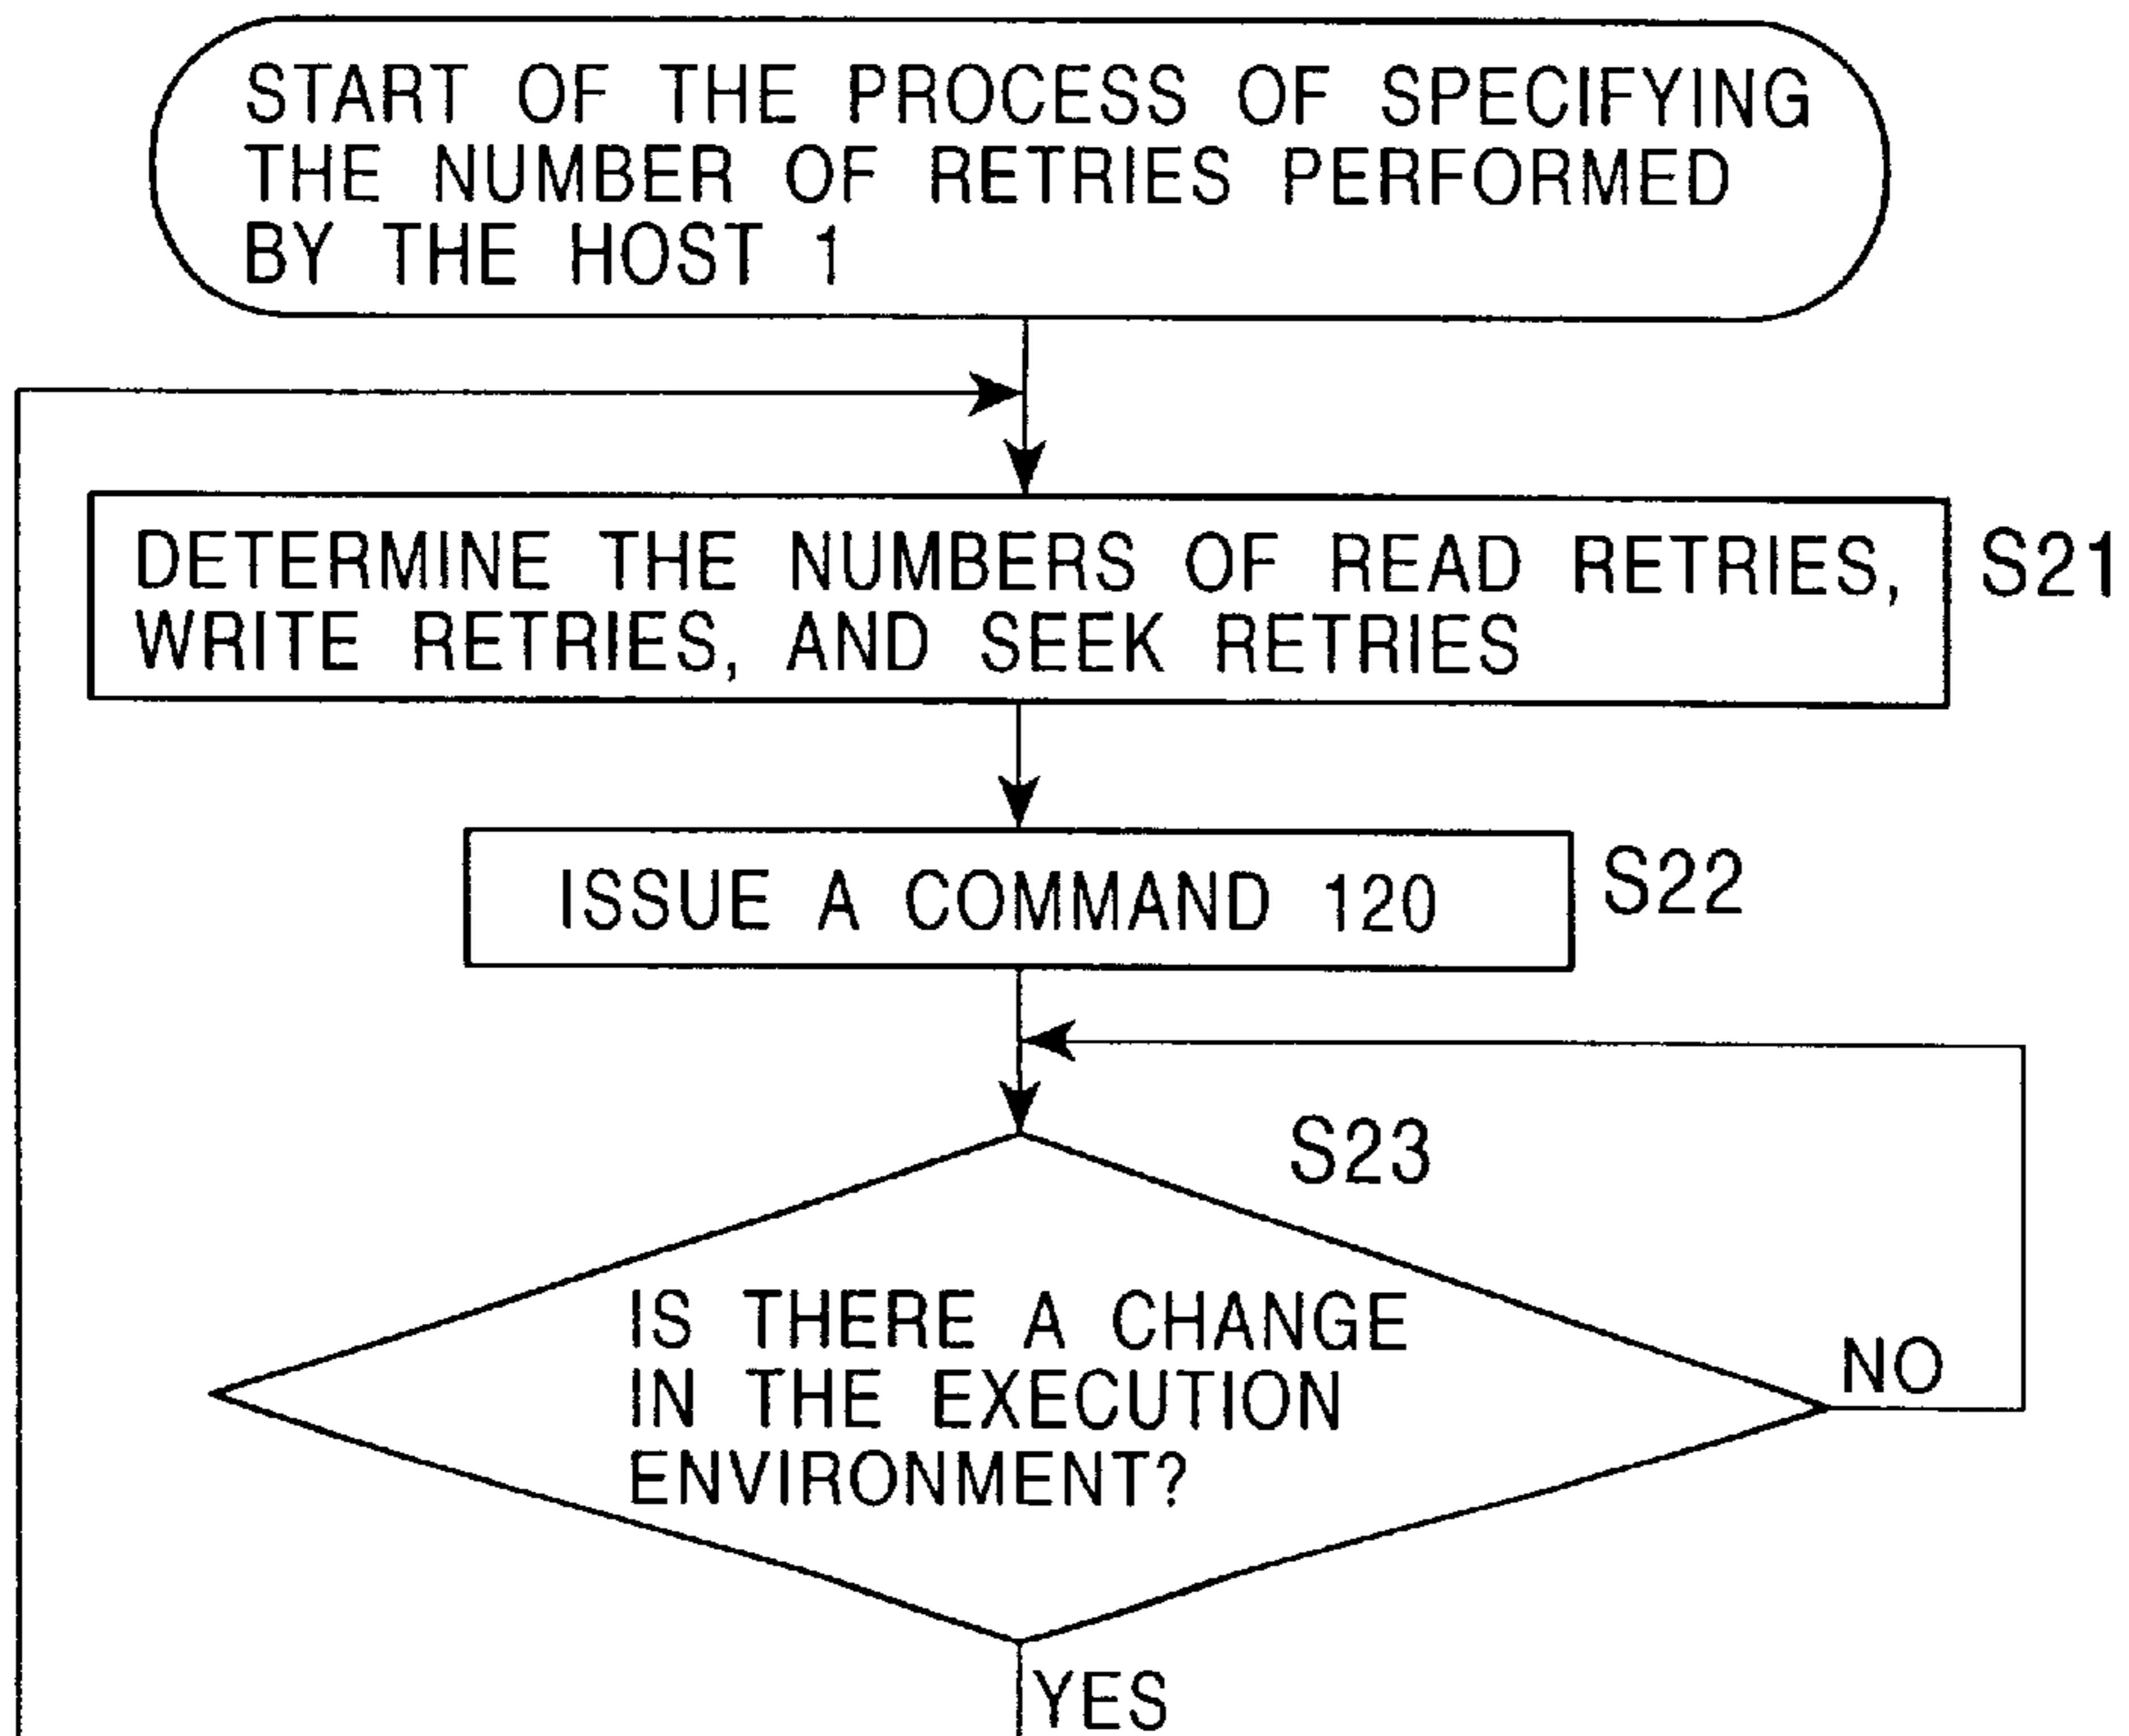 START OF THE PROCESS OF SPECIFYING
THE NUMBER OF RETRIES PERFORMED
BY THE HOST 1
DETERMINE THE NUMBERS OF READ RETRIES,
WRITE RETRIES, AND SEEK RETRIES
S21
ISSUE A COMMAND 120
S22
S23
IS THERE A CHANGE
IN THE EXECUTION
ENVIRONMENT?
NO
YES